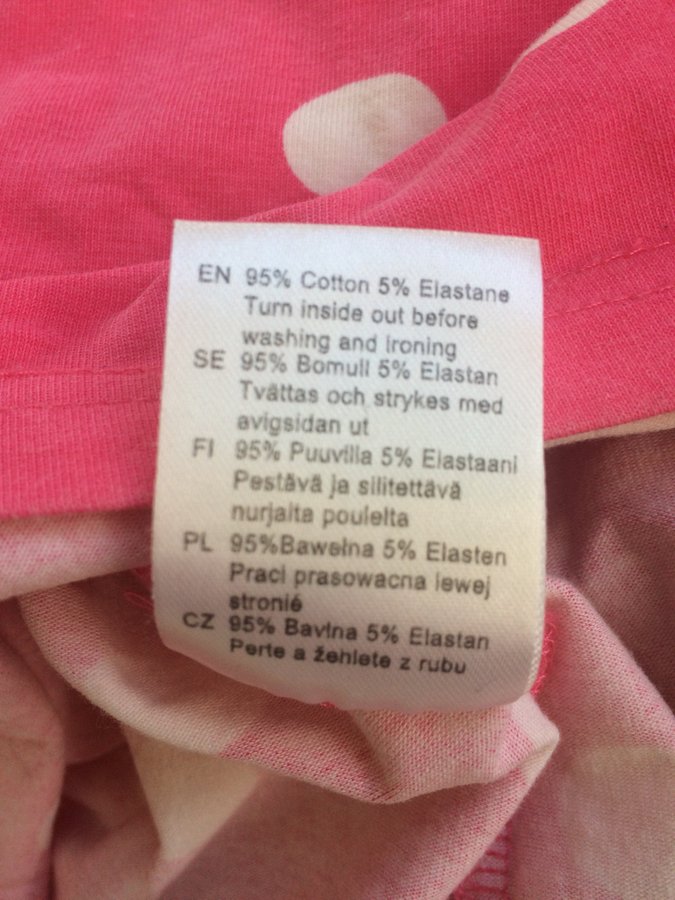 EN 95% Cotton 5% Elastane
Turn inside out before
washing and ironing
SE 95% Bomull 5% Elastan
Tvättas och strykes med
avigsidan ut
FI 95% Puuvilla 5% Elastaani
Pestävä ja silitettävä
nurjalta poulelta
PL 95%Bawełna 5% Elasten
Praci prasowacna lewej
stronié
CZ 95% Bavlna 5% Elastan
Perte a žehlete z rubu